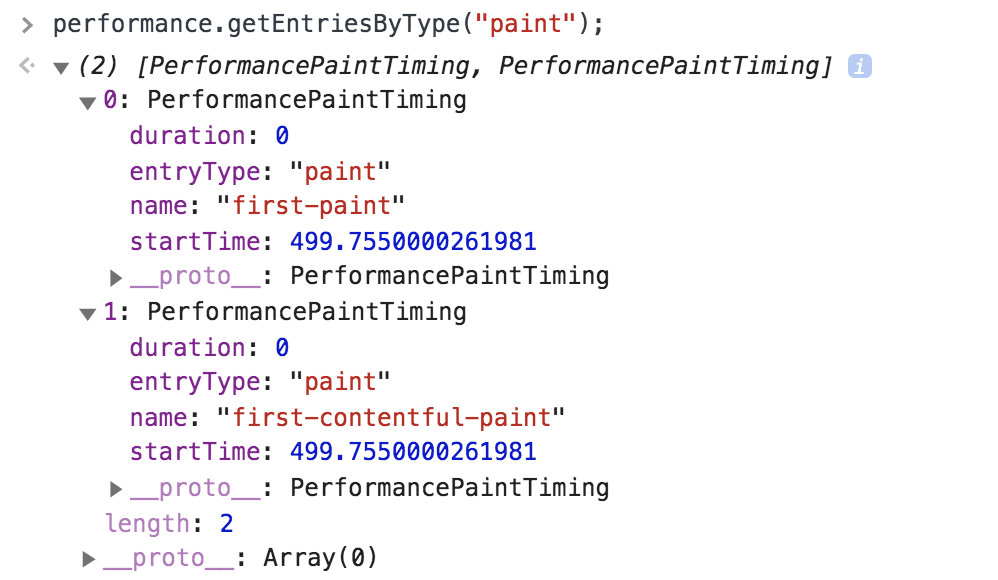 > performance.getEntriesByType("paint");
(2) [PerformancePaintTiming, PerformancePaintTiming] i
0: PerformancePaintTiming
duration: 0
entryType: "paint"
name: "first-paint"
startTime: 499.7550000261981
__proto__: PerformancePaintTiming
1: PerformancePaintTiming
duration: 0
entryType: "paint"
name: "first-contentful-paint"
startTime: 499.7550000261981
__proto__: PerformancePaintTiming
length: 2
__proto__: Array(0)